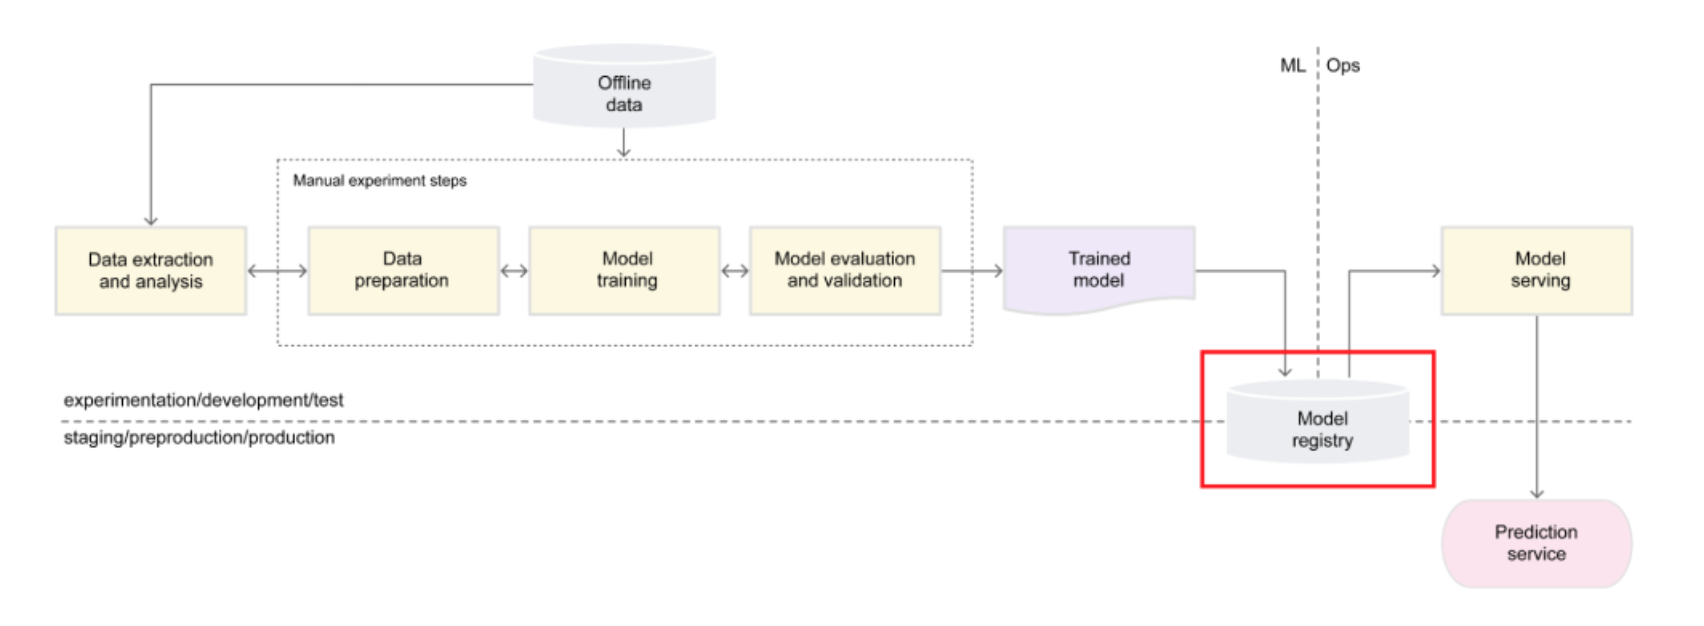 Offline
data
ML
Ops
Manual experiment steps
Data extraction
and analysis
Data
preparation
Model
training
Model evaluation
and validation
Trained
model
Model
serving
experimentation/development/test
staging/preproduction/production
Model
registry
Prediction
service